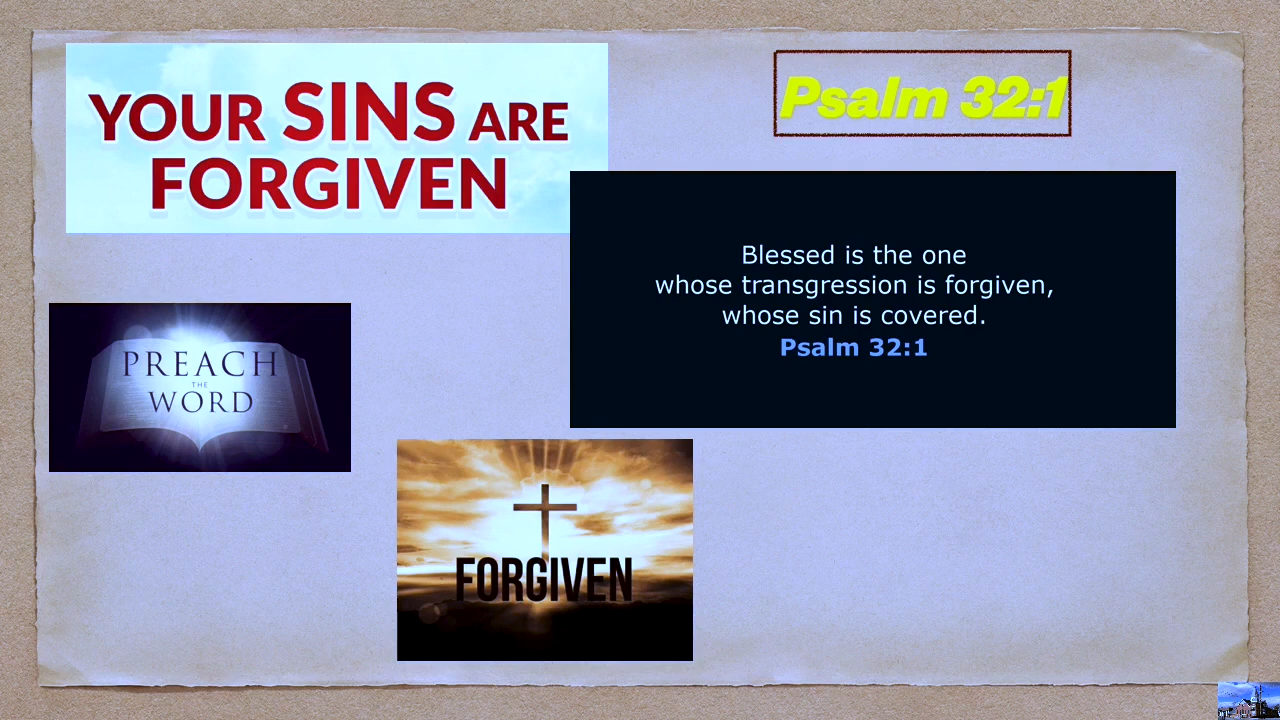 YOUR SINS ARE
FORGIVEN
Psalm 32:1
Blessed is the one
whose transgression is forgiven,
whose sin is covered.
Psalm 32:1
PREACH
THE
WORD
FORGIVEN